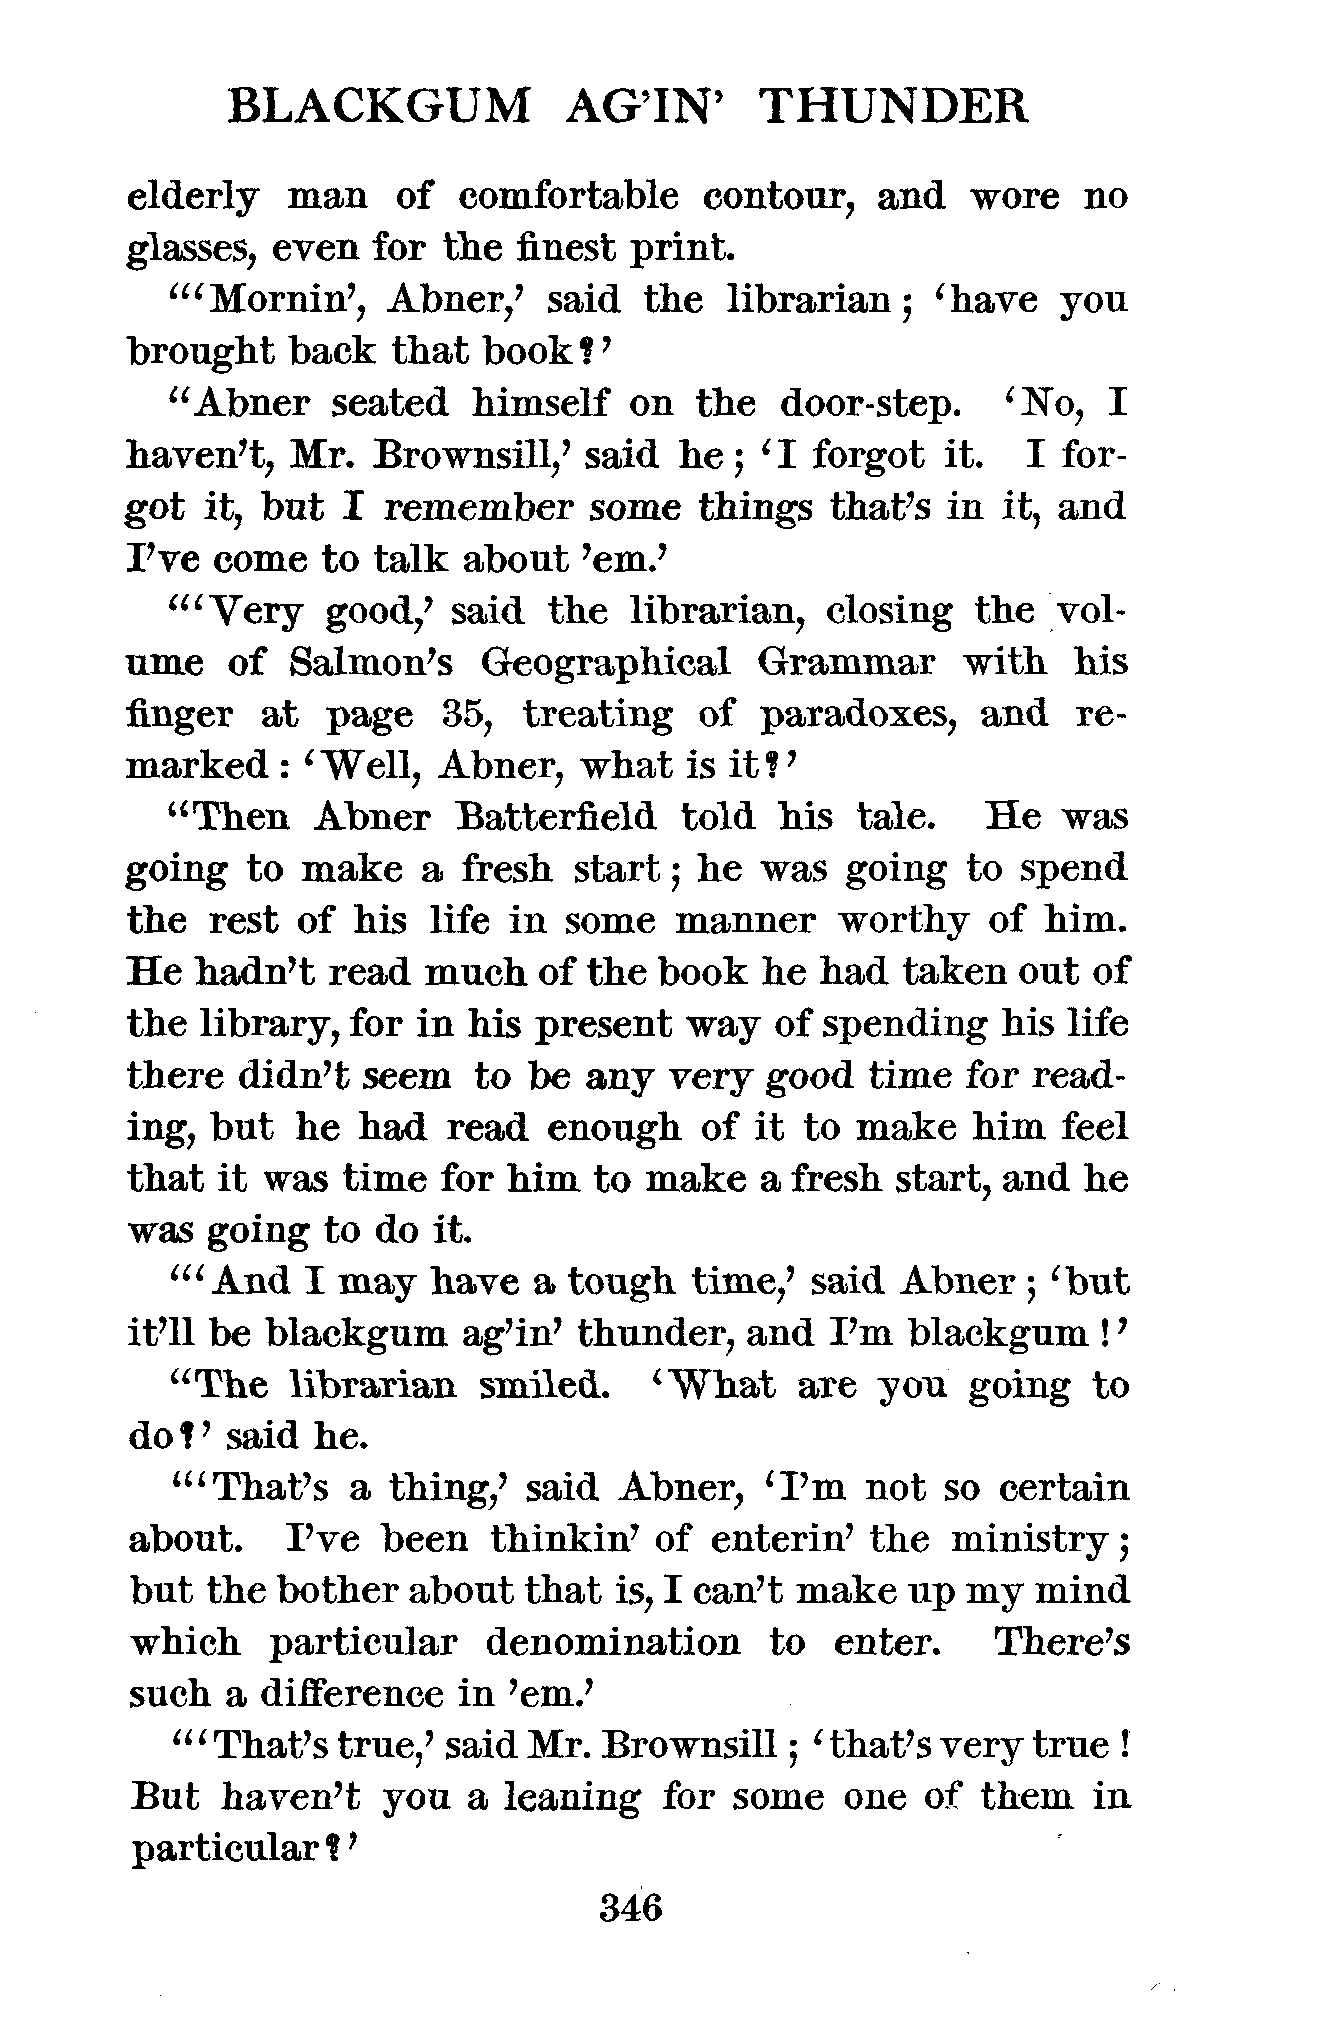 BLACKGUM AG'IN' THUNDER
elderly man of comfortable contour, and wore no
glasses, even for the finest print.
"'Mornin', Abner,' said the librarian; 'have you
brought back that book?'
"Abner seated himself on the door-step. 'No, I
haven't, Mr. Brownsill,' said he; 'I forgot it. I for-
got it, but I remember some things that's in it, and
I've come to talk about 'em.'
"'Very good,' said the librarian, closing the vol-
ume of Salmon's Geographical Grammar with his
finger at page 35, treating of paradoxes, and re-
marked: 'Well, Abner, what is it?'
"Then Abner Batterfield told his tale. He was
going to make a fresh start; he was going to spend
the rest of his life in some manner worthy of him.
He hadn't read much of the book he had taken out of
the library, for in his present way of spending his life
there didn't seem to be any very good time for read-
ing, but he had read enough of it to make him feel
that it was time for him to make a fresh start, and he
was going to do it.
"'And I may have a tough time,' said Abner; 'but
it'll be blackgum ag'in' thunder, and I'm blackgum!'
"The librarian smiled. 'What are you going to
do?' said he.
"'That's a thing,' said Abner, 'I'm not so certain
about. I've been thinkin' of enterin' the ministry;
but the bother about that is, I can't make up my mind
which particular denomination to enter. There's
such a difference in 'em.'
"'That's true,' said Mr. Brownsill; 'that's very true!
But haven't you a leaning for some one of them in
particular?'
346